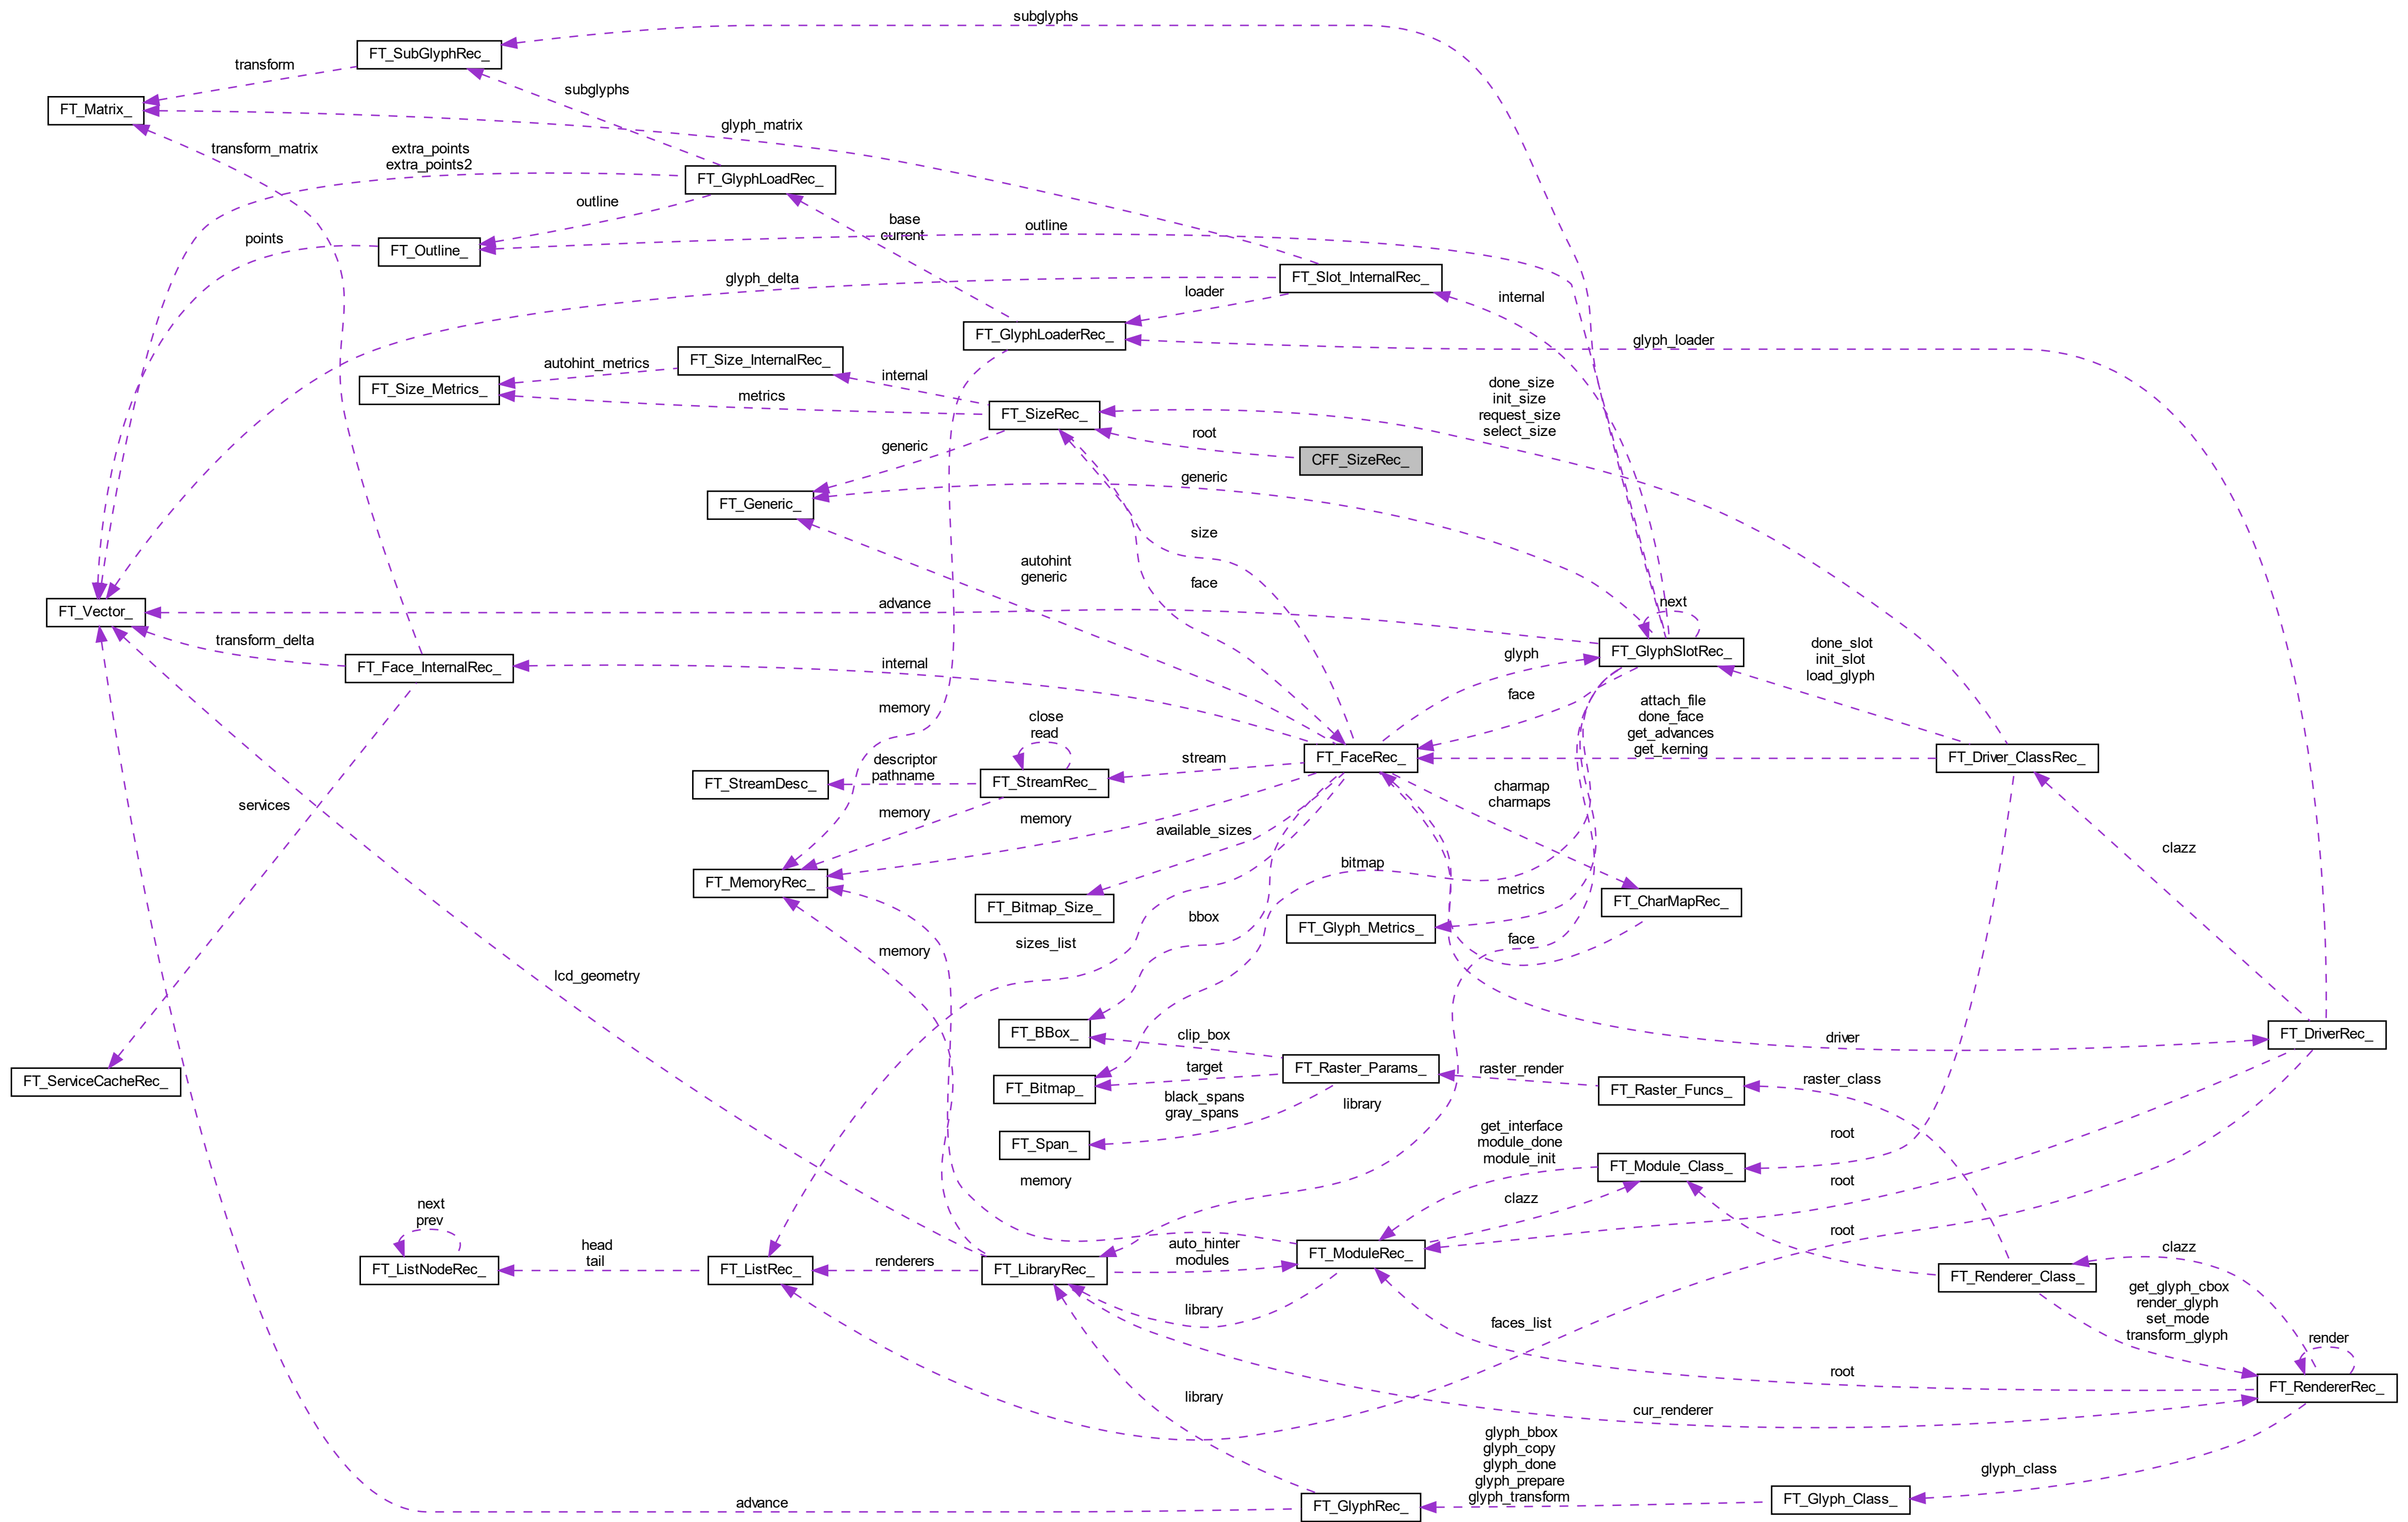 subglyphs
FT_SubGlyphRec_
transform
subglyphs
FT_Matrix_
glyph_matrix
transform_matrix
extra_points
extra_points2
FT_GlyphLoadRec_
outline
base
current
outline
points
FT_Outline_
glyph_delta
FT_Slot_InternalRec_
loader
internal
FT_GlyphLoaderRec_
glyph_loader
FT_Size_InternalRec_
autohint_metrics
internal
FT_Size_Metrics_
metrics
FT_SizeRec_
done_size
init_size
request_size
select_size
root
generic
CFF_SizeRec_
generic
FT_Generic_
size
autohint
generic
face
advance
next
FT_Vector_
transform_delta
FT_Face_InternalRec_
internal
glyph
FT_GlyphSlotRec_
done_slot
init_slot
load_glyph
face
memory
close
read
attach_file
done_face
get_advances
get_kerning
descriptor
pathname
stream
FT_FaceRec_
FT_Driver_ClassRec_
FT_StreamDesc_
FT_StreamRec_
charmap
charmaps
services
memory
memory
available_sizes
clazz
bitmap
FT_MemoryRec_
metrics
FT_Bitmap_Size_
FT_CharMapRec_
bbox
FT_Glyph_Metrics_
sizes_list
face
memory
lcd_geometry
FT_BBox_
clip_box
driver
FT_DriverRec_
FT_ServiceCacheRec_
target
FT_Raster_Params_
raster_render
raster_class
FT_Bitmap_
FT_Raster_Funcs_
black_spans
gray_spans
library
FT_Span_
get_interface
module_done
module_init
root
FT_Module_Class_
memory
root
clazz
next
prev
head
tail
root
auto_hinter
modules
clazz
FT_ListNodeRec_
FT_ListRec_
renderers
FT_LibraryRec_
FT_ModuleRec_
FT_Renderer_Class_
library
faces_list
get_glyph_cbox
render_glyph
set_mode
transform_glyph
render
root
FT_RendererRec_
library
cur_renderer
glyph_bbox
glyph_copy
glyph_done
glyph_prepare
glyph_transform
glyph_class
advance
FT_GlyphRec_
FT_Glyph_Class_